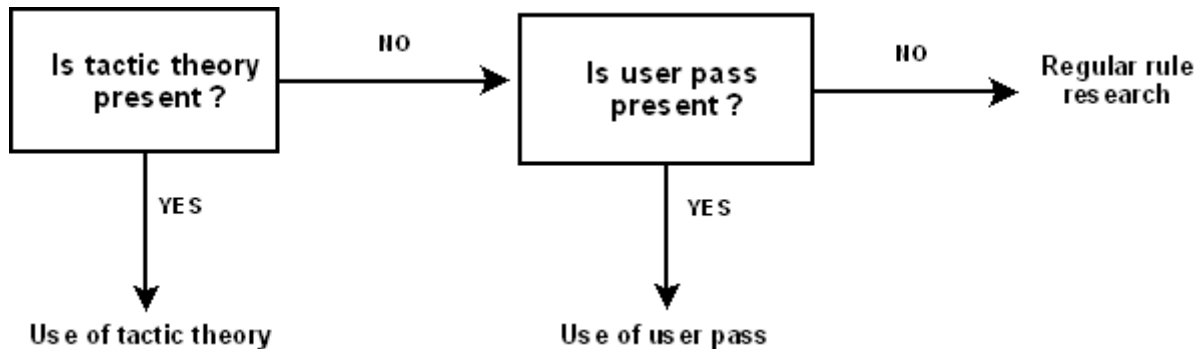 Is tactic theory
present ?
NO
Is user pass
present ?
NO
Regular rule
research
YES
YES
Use of tactic theory
Use of user pass